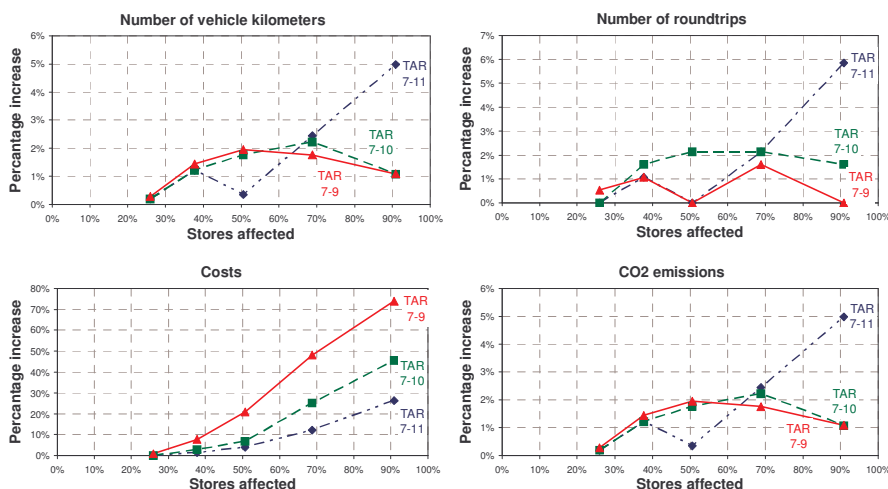 Number of vehicle kilometers
Percentage increase
6%
5%
4%
3%
2%
1%
0%
0% 10% 20% 30% 40% 50% 60% 70% 80% 90% 100%
Stores affected
TAR
7-11
TAR
7-10
TAR
7-9
Number of roundtrips
Percentage increase
7%
6%
5%
4%
3%
2%
1%
0%
0% 10% 20% 30% 40% 50% 60% 70% 80% 90% 100%
Stores affected
TAR
7-11
TAR
7-10
TAR
7-9
Costs
Percentage increase
80%
70%
60%
50%
40%
30%
20%
10%
0%
0% 10% 20% 30% 40% 50% 60% 70% 80% 90% 100%
Stores affected
TAR
7-9
TAR
7-10
TAR
7-11
CO2 emissions
Percentage increase
6%
5%
4%
3%
2%
1%
0%
0% 10% 20% 30% 40% 50% 60% 70% 80% 90% 100%
Stores affected
TAR
7-11
TAR
7-10
TAR
7-9